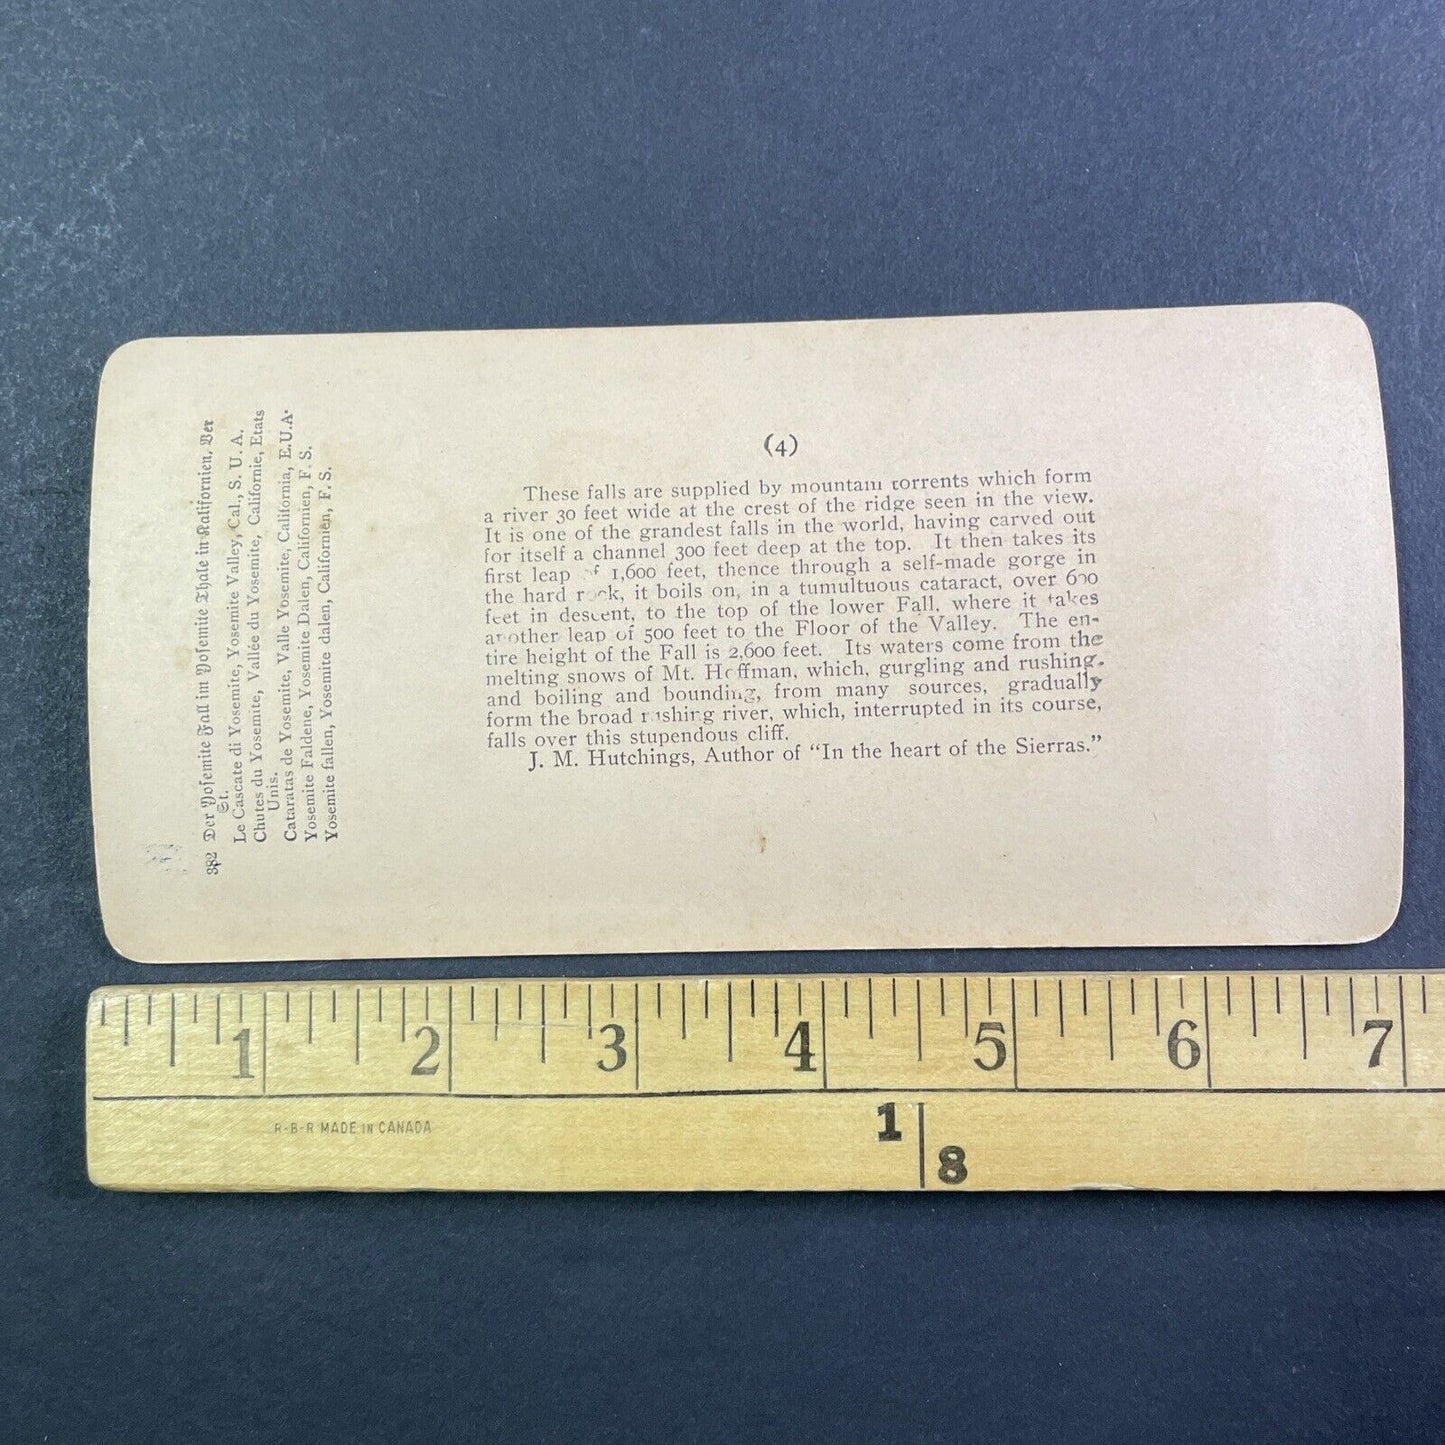 (4)
These falls are supplied by mountain torrents which form
a river 30 feet wide at the crest of the ridge seen in the view.
It is one of the grandest falls in the world, having carved out
for itself a channel 300 feet deep at the top. It then takes its
first leap of 1,600 feet, thence through a self-made gorge in
the hard rock, it boils on, in a tumultuous cataract, over 600
feet in descent, to the top of the lower Fall, where it takes
another leap of 500 feet to the Floor of the Valley. The en-
tire height of the Fall is 2,600 feet. Its waters come from the
melting snows of Mt. Hoffman, which, gurgling and rushing,
and boiling and bounding, from many sources, gradually
form the broad rushing river, which, interrupted in its course,
falls over this stupendous cliff.
J. M. Hutchings, Author of “In the heart of the Sierras.”
382 Der Yosemite Fall im Yosemite Thale in Kalifornien, Ver
St.
Le Cascate di Yosemite, Yosemite Valley, Cal., S. U. A.
Chutes du Yosemite, Vallée du Yosemite, Californie, Etats
Unis.
Cataratas de Yosemite, Valle Yosemite, California, E.U.A.
Yosemite Faldene, Yosemite Dalen, Californien, F. S.
Yosemite fallen, Yosemite dalen, Californien, F. S.
1 2 3 4 5 6 7
R-B-R MADE IN CANADA
1
8